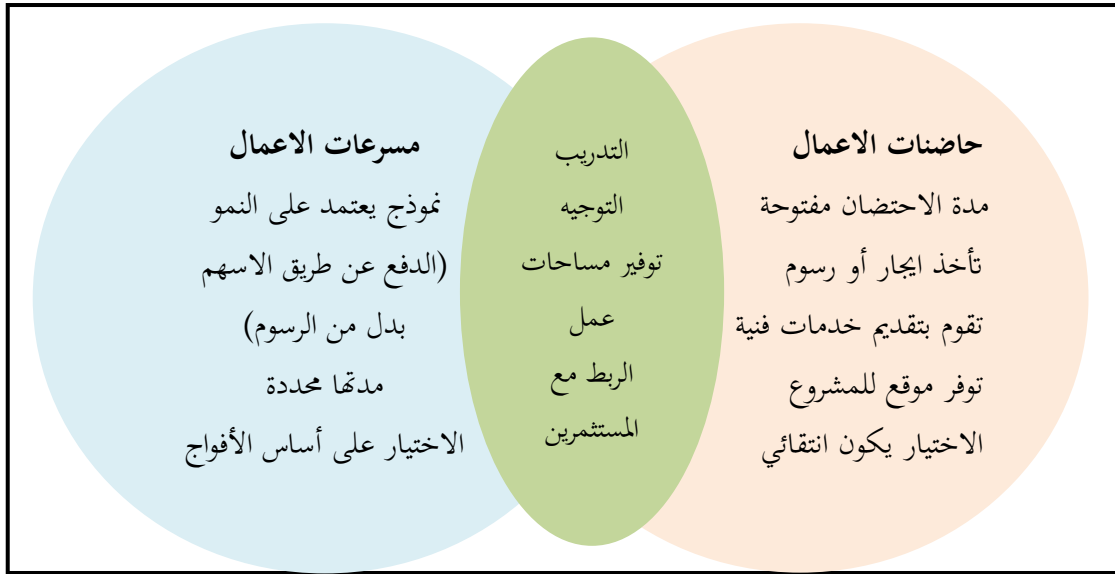 حاضنات الاعمال
مدة الاحتضان مفتوحة
تأخذ ايجار أو رسوم
تقوم بتقديم خدمات فنية
توفر موقع للمشروع
الاختيار يكون انتقائي
التدريب
التوجيه
توفير مساحات
عمل
الربط مع
المستثمرين
مسرعات الاعمال
نموذج يعتمد على النمو
(الدفع عن طريق الاسهم
بدل من الرسوم)
مدتها محددة
الاختيار على أساس الأفواج